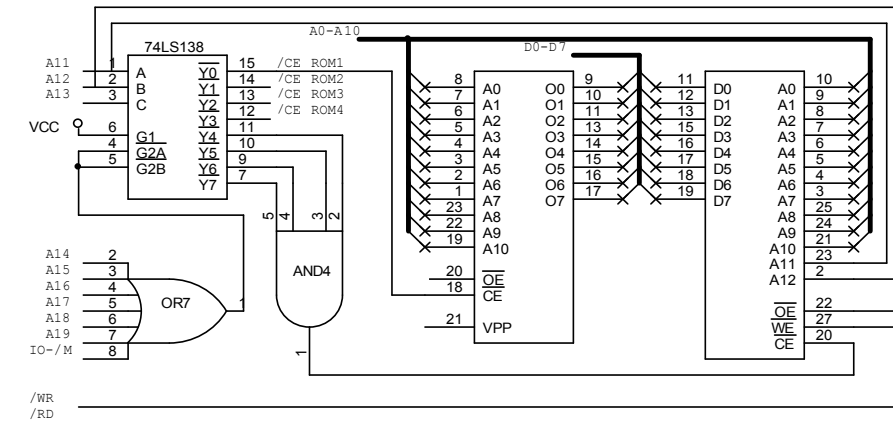 A0-A10
D0-D7
74LS138
A11 1 A Y0 15 /CE ROM1
A12 2 B Y1 14 /CE ROM2
A13 3 C Y2 13 /CE ROM3
Y3 12 /CE ROM4
VCC 6 G1 Y4 11
4 G2A Y5 10
5 G2B Y6 9
Y7 7
5 4 3 2
AND4
1
A14 2
A15 3
A16 4
A17 5
A18 6
A19 7
IO-/M 8
OR7
1
8 A0 O0 9
7 A1 O1 10
6 A2 O2 11
5 A3 O3 13
4 A4 O4 14
3 A5 O5 15
2 A6 O6 16
1 A7 O7 17
23 A8
22 A9
19 A10
20 OE
18 CE
21 VPP
11 D0 A0 10
12 D1 A1 9
13 D2 A2 8
15 D3 A3 7
16 D4 A4 6
17 D5 A5 5
18 D6 A6 4
19 D7 A7 3
A8 25
A9 24
A10 21
A11 23
A12 2
OE 22
WE 27
CE 20
/WR
/RD